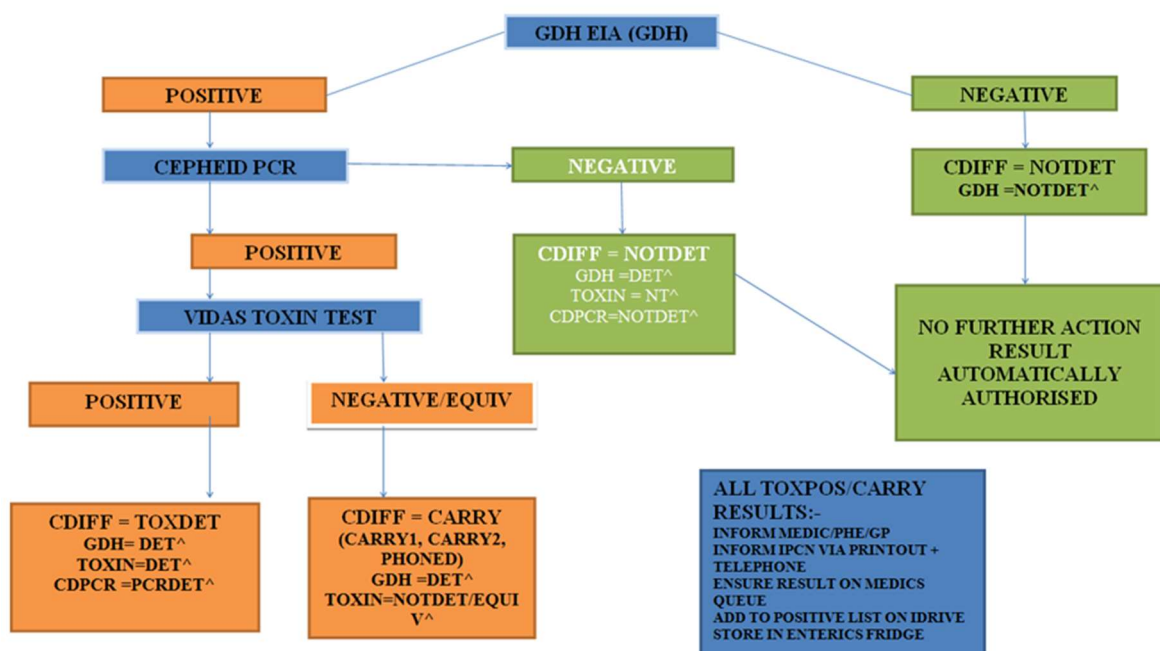 GDH EIA (GDH)
POSITIVE
NEGATIVE
CEPHEID PCR
NEGATIVE
CDIFF = NOTDET
GDH =NOTDET^
POSITIVE
CDIFF = NOTDET
GDH =DET^
TOXIN = NT^
CDPCR=NOTDET^
VIDAS TOXIN TEST
NO FURTHER ACTION
RESULT
AUTOMATICALLY
AUTHORISED
POSITIVE
NEGATIVE/EQUIV
CDIFF = TOXDET
GDH= DET^
TOXIN=DET^
CDPCR =PCRDET^
CDIFF = CARRY
(CARRY1, CARRY2,
PHONED)
GDH =DET^
TOXIN=NOTDET/EQUI
V^
ALL TOXPOS/CARRY
RESULTS:-
INFORM MEDIC/PHE/GP
INFORM IPCN VIA PRINTOUT +
TELEPHONE
ENSURE RESULT ON MEDICS
QUEUE
ADD TO POSITIVE LIST ON IDRIVE
STORE IN ENTERICS FRIDGE